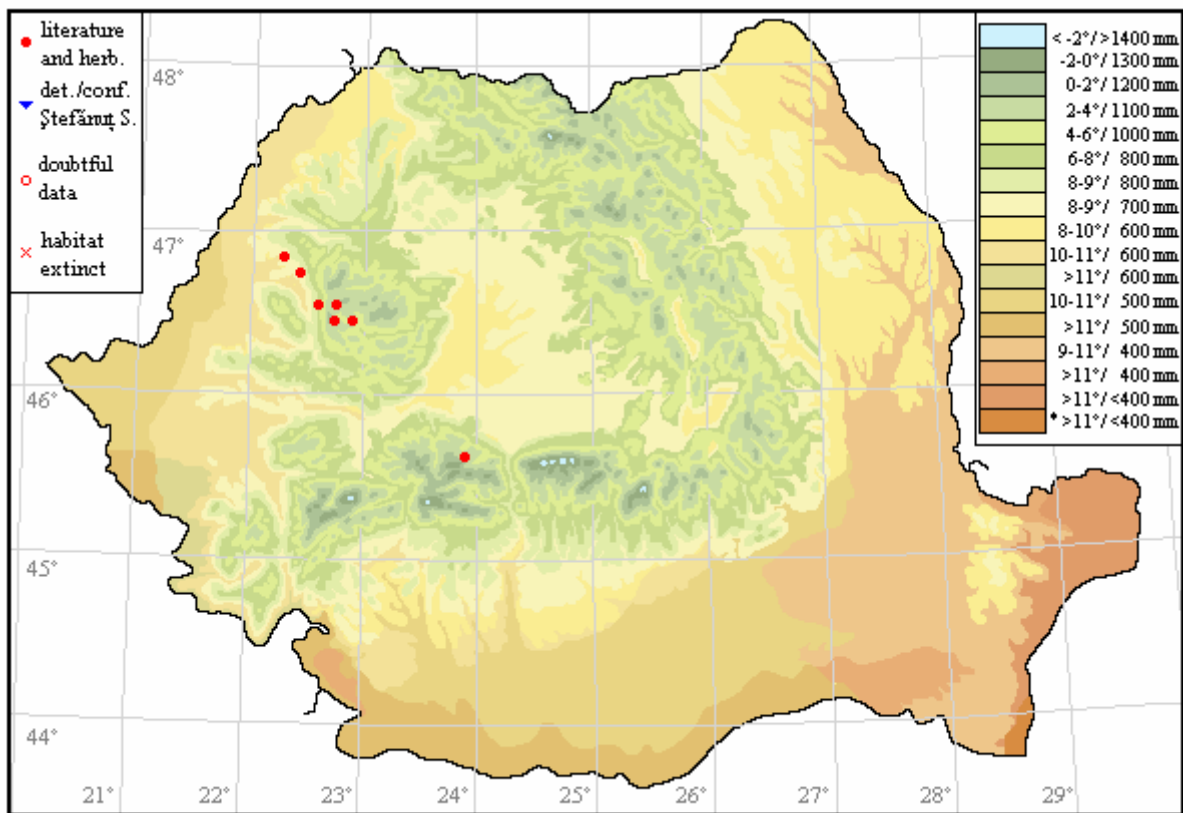 literature
and herb.
det./conf.
Ştefănuţ S.
doubtful
data
habitat
extinct
< -2°/>1400 mm
-2-0°/1300 mm
0-2°/1200 mm
2-4°/1100 mm
4-6°/1000 mm
6-8°/ 800 mm
8-9°/ 800 mm
8-9°/ 700 mm
8-10°/ 600 mm
10-11°/ 600 mm
>11°/ 600 mm
10-11°/ 500 mm
>11°/ 500 mm
9-11°/ 400 mm
>11°/ 400 mm
>11°/<400 mm
* >11°/<400 mm
48°
47°
46°
45°
44°
21°
22°
23°
24°
25°
26°
27°
28°
29°